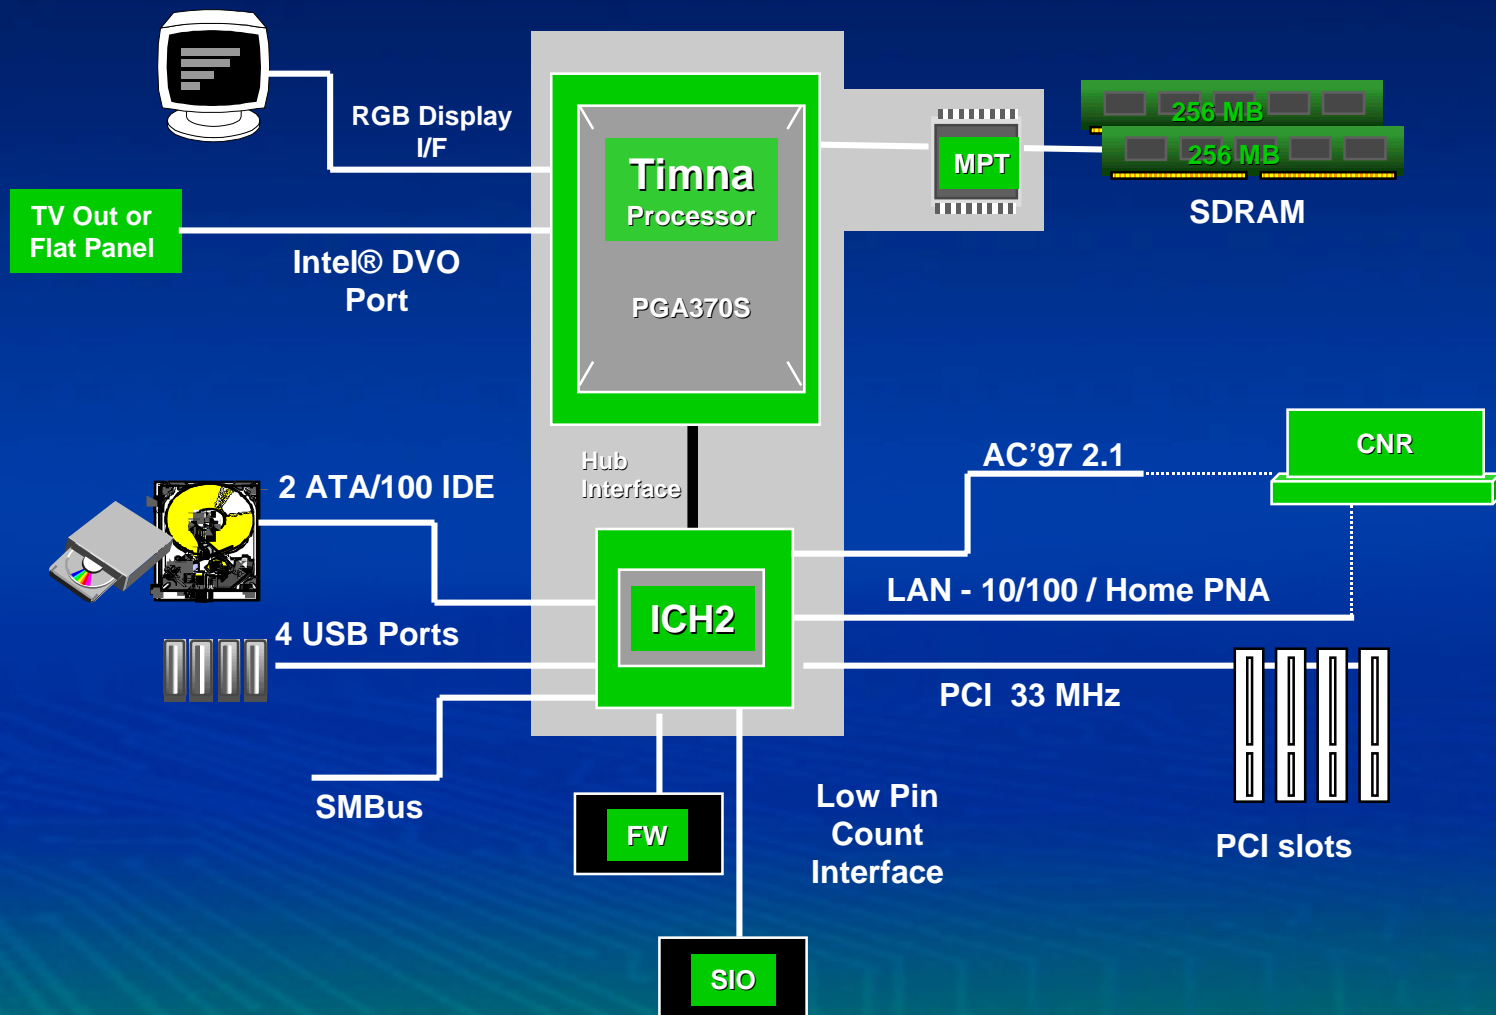 RGB Display
I/F
TV Out or
Flat Panel
Intel® DVO
Port
Timna
Processor
PGA370S
MPT
256 MB
256 MB
SDRAM
Hub
Interface
2 ATA/100 IDE
4 USB Ports
SMBus
ICH2
AC’97 2.1
CNR
LAN - 10/100 / Home PNA
PCI 33 MHz
PCI slots
Low Pin
Count
Interface
FW
SIO